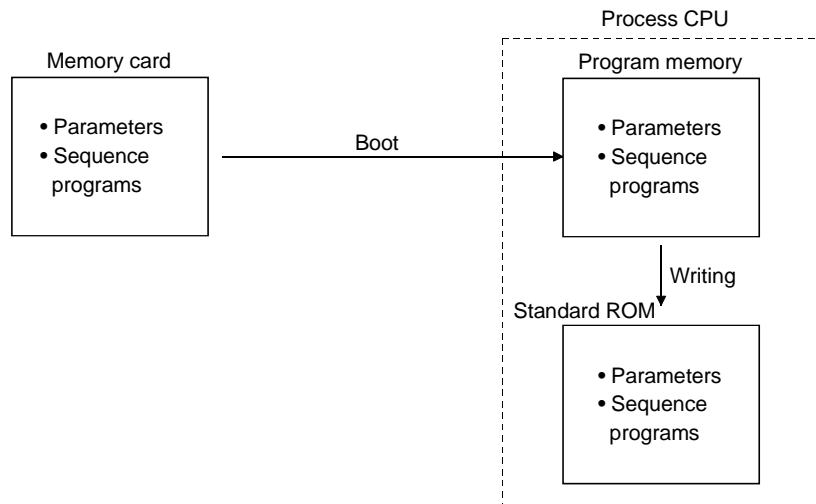 Process CPU
Memory card
Program memory
• Parameters
• Sequence
programs
Boot
• Parameters
• Sequence
programs
Writing
Standard ROM
• Parameters
• Sequence
programs